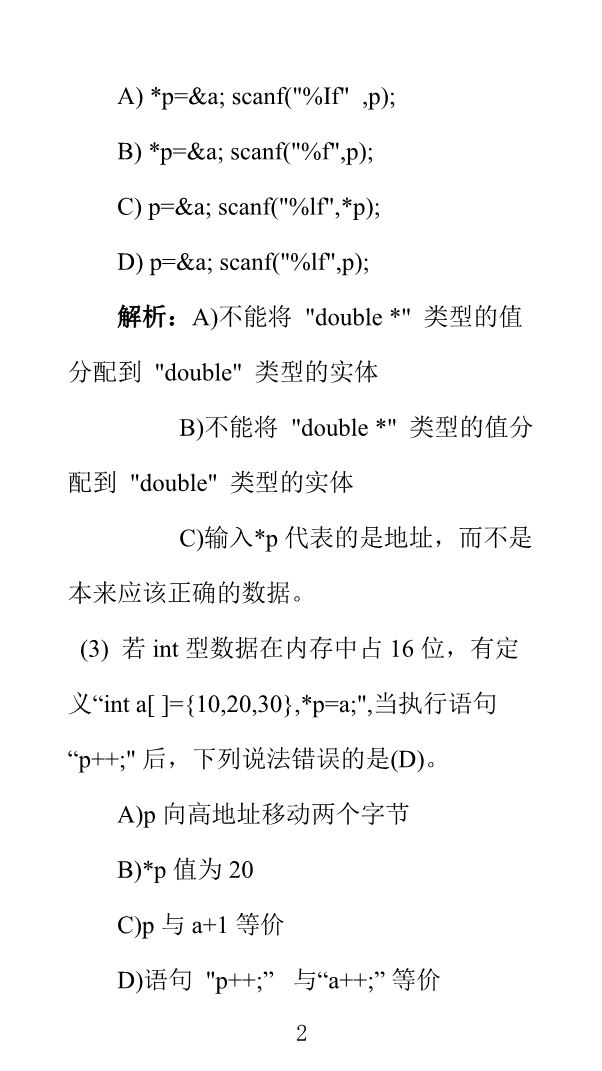 A) *p=&a; scanf("%If" ,p);
B) *p=&a; scanf("%f",p);
C) p=&a; scanf("%lf",*p);
D) p=&a; scanf("%lf",p);
解析：A)不能将 "double *" 类型的值
分配到 "double" 类型的实体
B)不能将 "double *" 类型的值分
配到 "double" 类型的实体
C)输入*p 代表的是地址，而不是
本来应该正确的数据。
(3) 若 int 型数据在内存中占 16 位，有定
义“int a[ ]={10,20,30},*p=a;",当执行语句
“p++;" 后，下列说法错误的是(D)。
A)p 向高地址移动两个字节
B)*p 值为 20
C)p 与 a+1 等价
D)语句 "p++;” 与“a++;” 等价
2